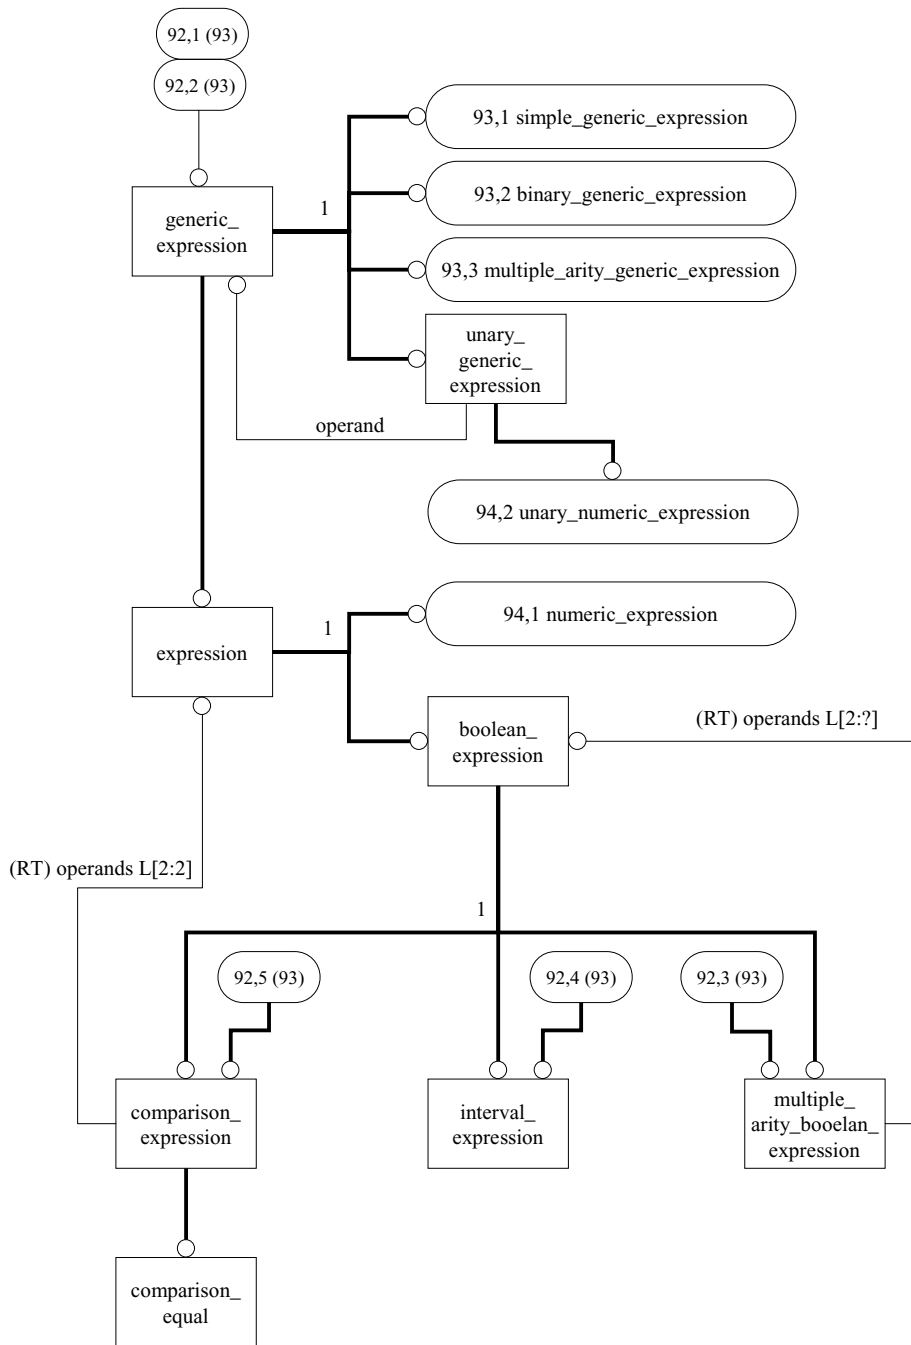 92,1 (93)
92,2 (93)
93,1 simple_generic_expression
93,2 binary_generic_expression
1
generic_
expression
93,3 multiple_arity_generic_expression
unary_
generic_
expression
operand
94,2 unary_numeric_expression
94,1 numeric_expression
1
expression
(RT) operands L[2:?]
boolean_
expression
(RT) operands L[2:2]
1
92,5 (93)
92,4 (93)
92,3 (93)
comparison_
expression
interval_
expression
multiple_
arity_booelan_
expression
comparison_
equal